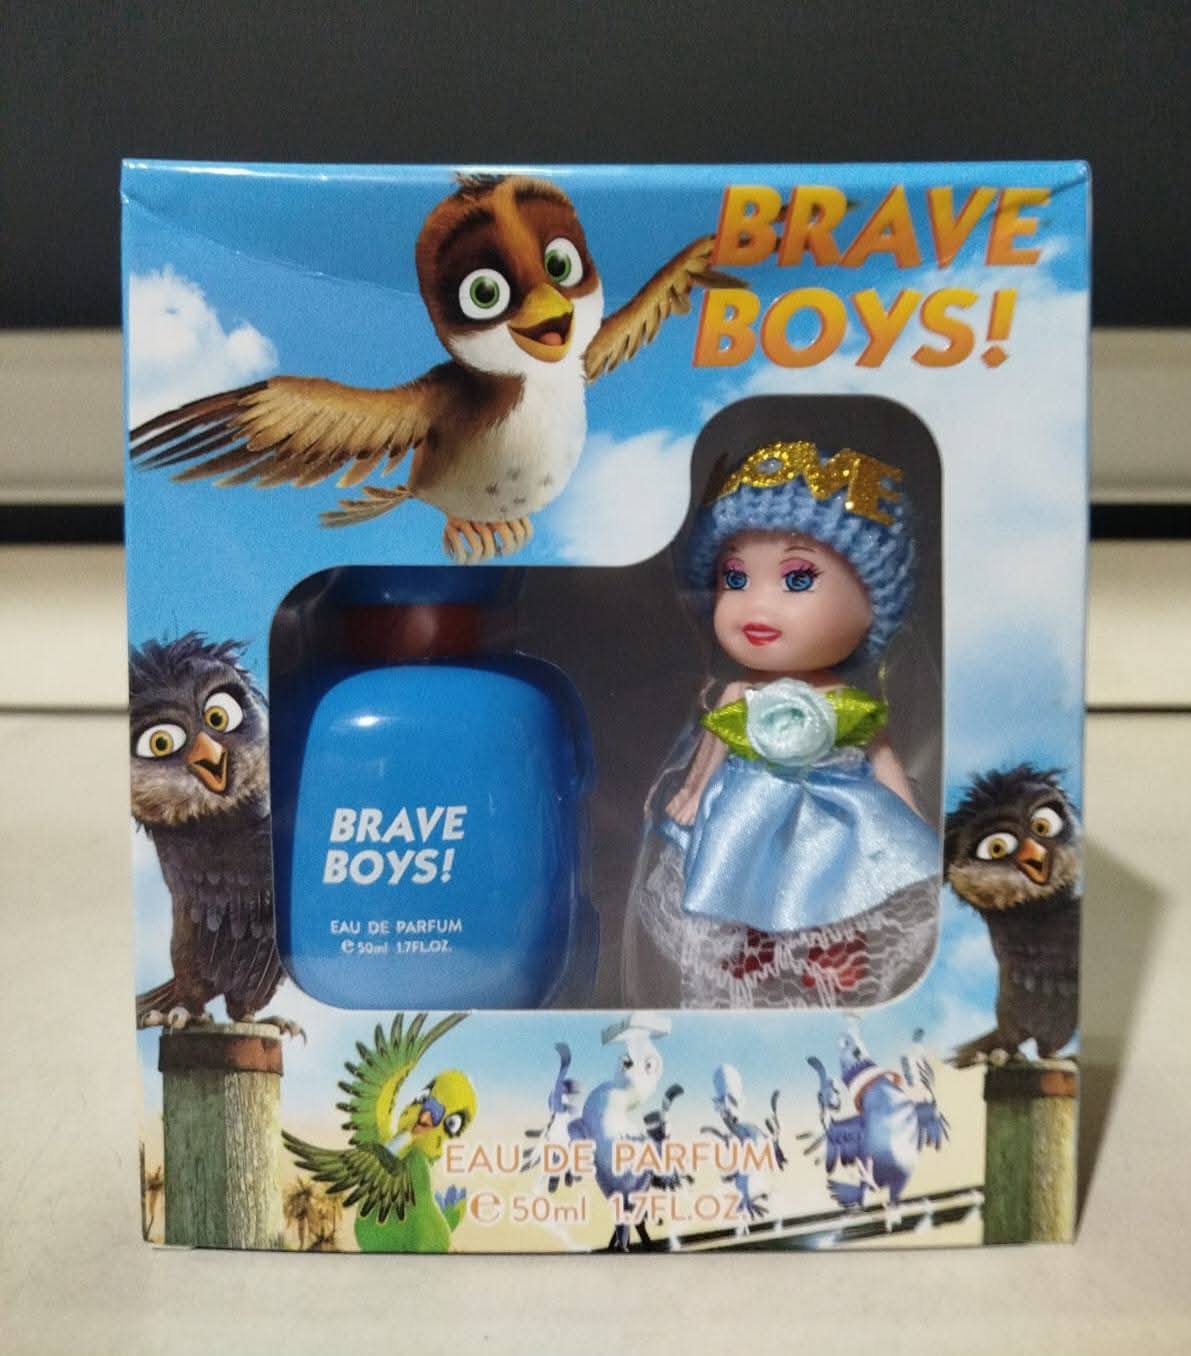 BRAVE
BOYS!
LOVE
BRAVE
BOYS!
EAU DE PARFUM
e 50ml 1.7FL.OZ.
EAU DE PARFUM
e 50ml 1.7FL.OZ.